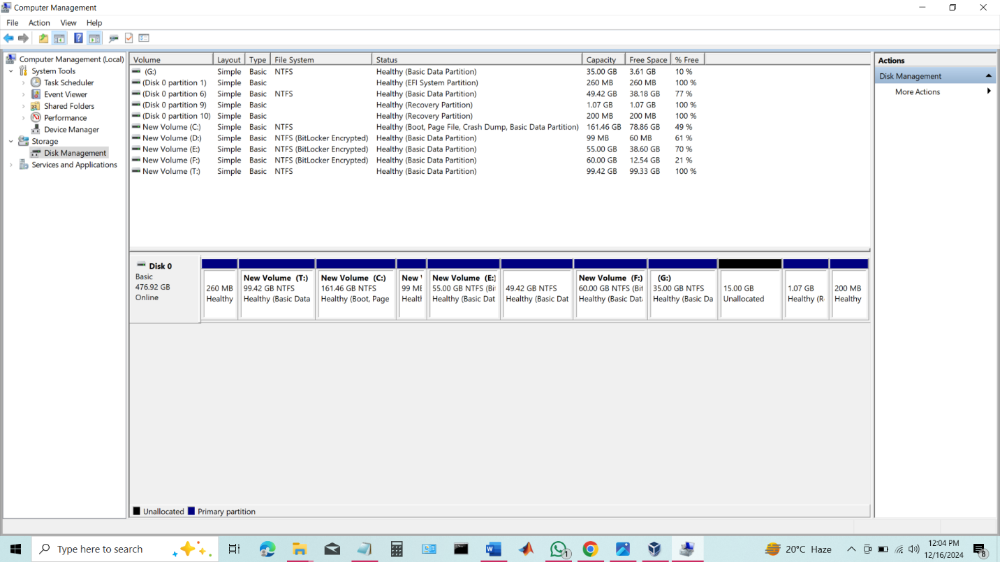 Computer Management
File Action View Help
Computer Management (Local)
System Tools
Task Scheduler
Event Viewer
Shared Folders
Performance
Device Manager
Storage
Disk Management
Services and Applications
Volume Layout Type File System Status Capacity Free Space % Free
(G:) Simple Basic NTFS Healthy (Basic Data Partition) 35.00 GB 3.61 GB 10 %
(Disk 0 partition 1) Simple Basic Healthy (EFI System Partition) 260 MB 260 MB 100 %
(Disk 0 partition 6) Simple Basic NTFS Healthy (Basic Data Partition) 49.42 GB 38.18 GB 77 %
(Disk 0 partition 9) Simple Basic Healthy (Recovery Partition) 1.07 GB 1.07 GB 100 %
(Disk 0 partition 10) Simple Basic Healthy (Recovery Partition) 200 MB 200 MB 100 %
New Volume (C:) Simple Basic NTFS Healthy (Boot, Page File, Crash Dump, Basic Data Partition) 161.46 GB 78.86 GB 49 %
New Volume (D:) Simple Basic NTFS (BitLocker Encrypted) Healthy (Basic Data Partition) 99 MB 60 MB 61 %
New Volume (E:) Simple Basic NTFS (BitLocker Encrypted) Healthy (Basic Data Partition) 55.00 GB 38.60 GB 70 %
New Volume (F:) Simple Basic NTFS (BitLocker Encrypted) Healthy (Basic Data Partition) 60.00 GB 12.54 GB 21 %
New Volume (T:) Simple Basic NTFS Healthy (Basic Data Partition) 99.42 GB 99.33 GB 100 %
Actions
Disk Management
More Actions
Disk 0
Basic
476.92 GB
Online
260 MB
Healthy
New Volume (T:)
99.42 GB NTFS
Healthy (Basic Data
New Volume (C:)
161.46 GB NTFS
Healthy (Boot, Page
New
99 MB
Healt
New Volume (E:)
55.00 GB NTFS (Bit
Healthy (Basic Dat
49.42 GB NTFS
Healthy (Basic Dat
New Volume (F:)
60.00 GB NTFS (Bit
Healthy (Basic Dat
(G:)
35.00 GB NTFS
Healthy (Basic Da
15.00 GB
Unallocated
1.07 GB
Healthy (R
200 MB
Healthy
Unallocated Primary partition
Type here to search
1
20°C Haze
12:04 PM
12/16/2024
8